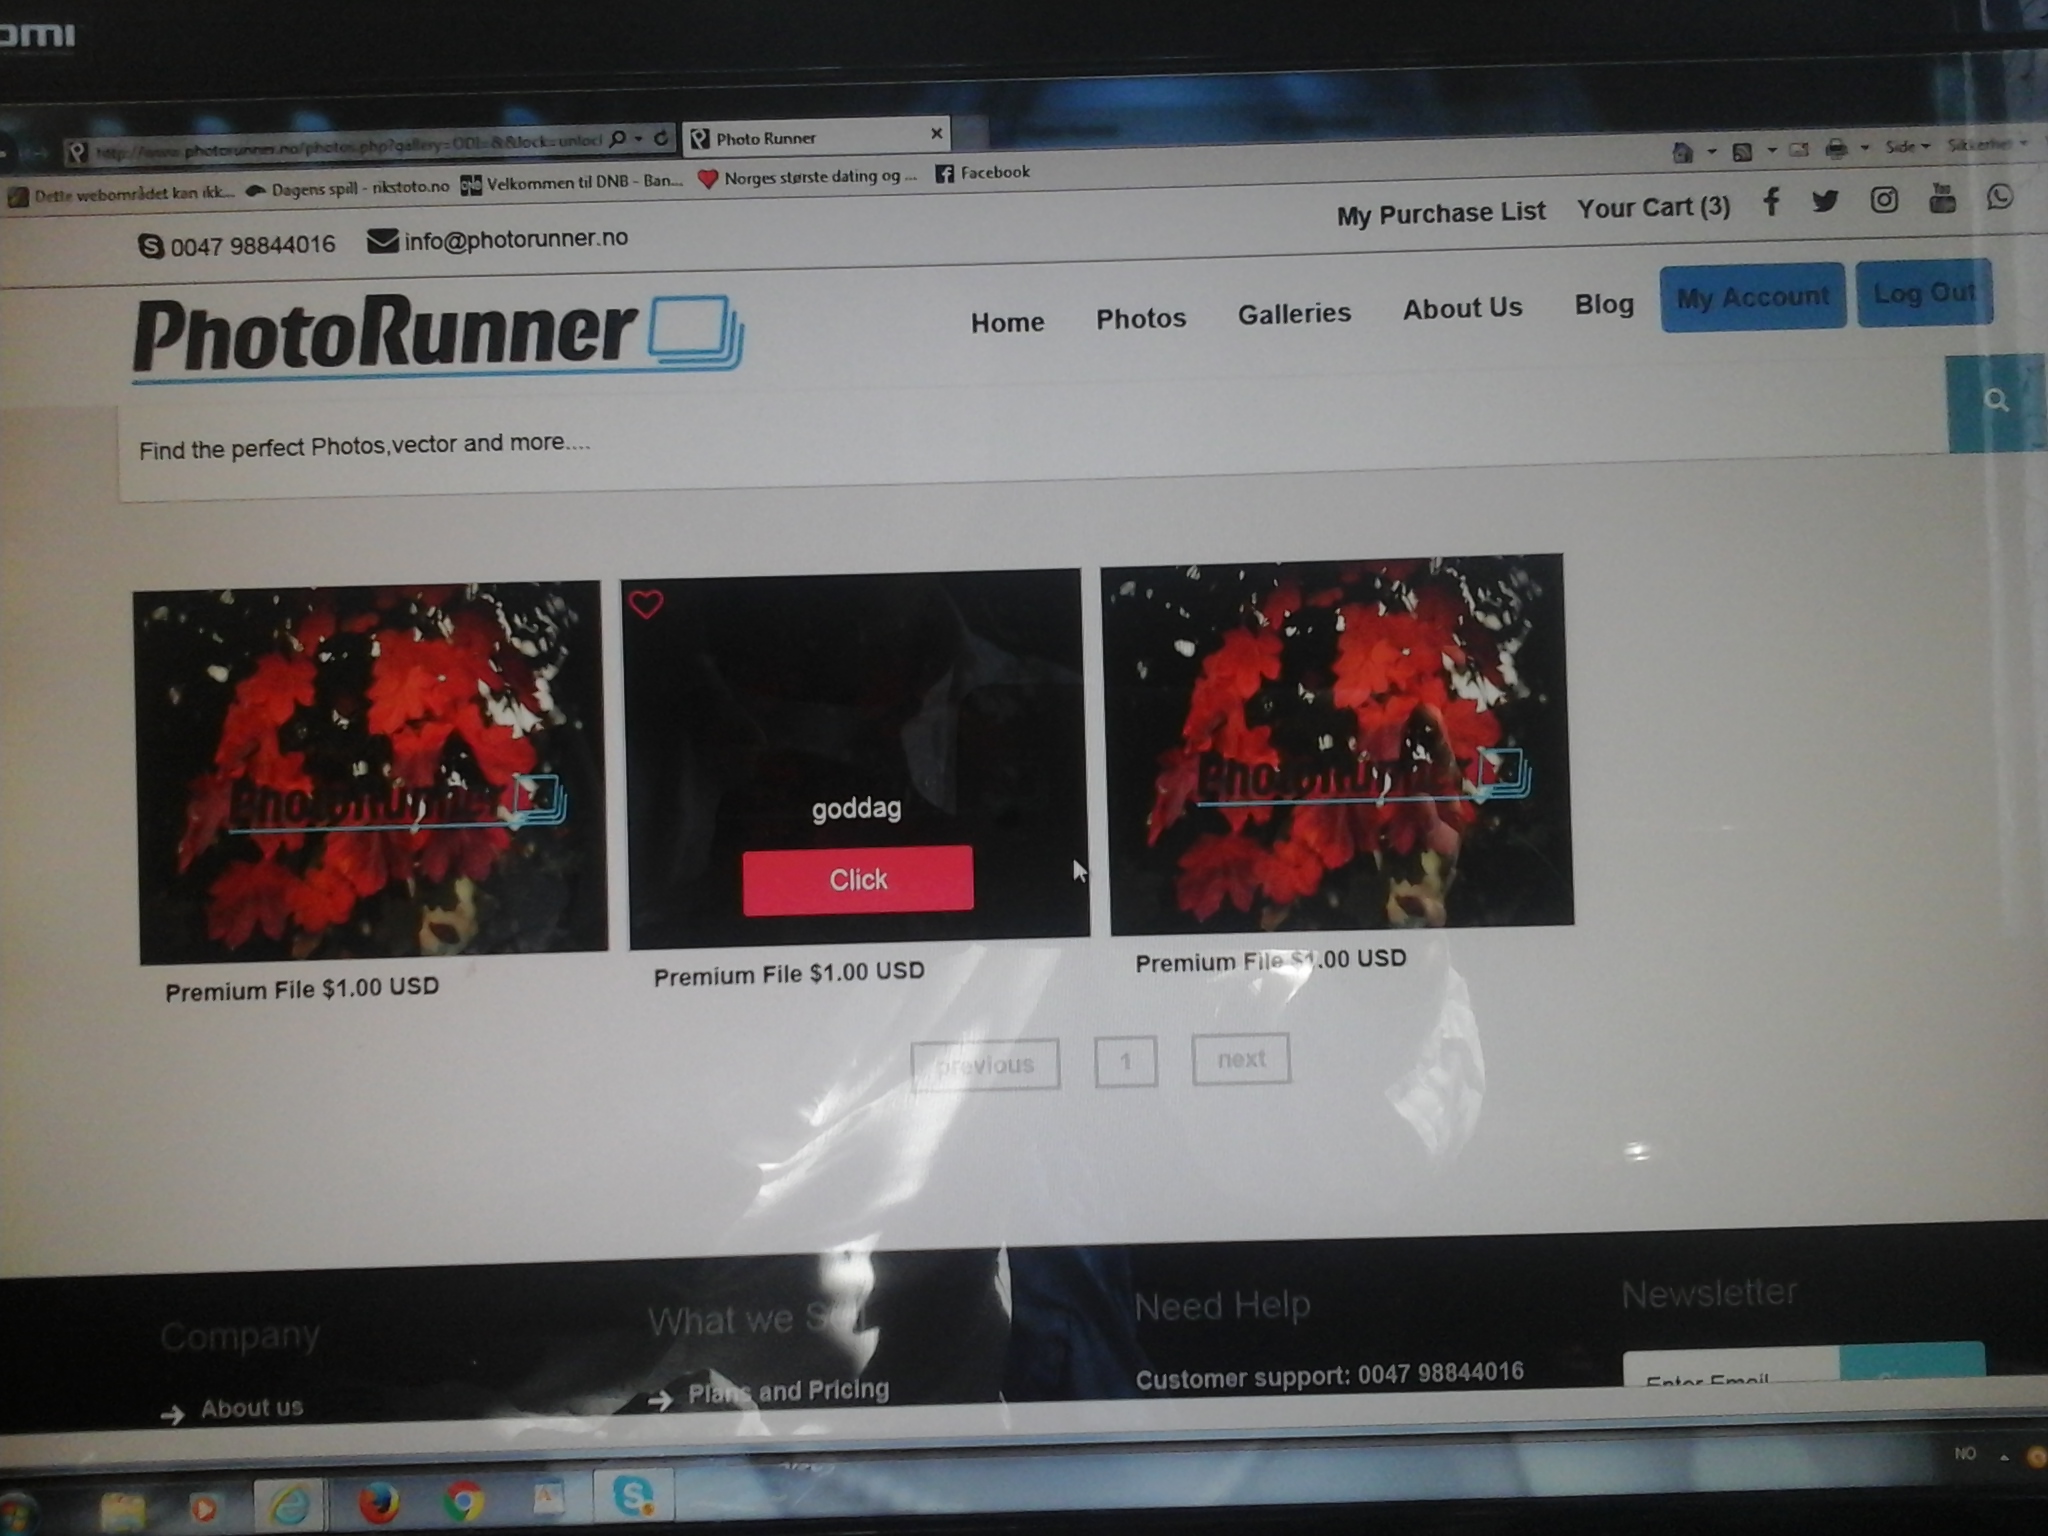 omi
http://www.photorunner.no/photos.php?gallery=ODI=&&lock=unlocl
Photo Runner
Side
Sikkerhet
Dette webområdet kan ikk...
Dagens spill - rikstoto.no
Velkommen til DNB - Ban...
Norges største dating og ...
Facebook
0047 98844016
info@photorunner.no
My Purchase List
Your Cart (3)
PhotoRunner
Home
Photos
Galleries
About Us
Blog
My Account
Log Out
Find the perfect Photos,vector and more....
PhotoRunner
goddag
Click
PhotoRunner
Premium File $1.00 USD
Premium File $1.00 USD
Premium File $1.00 USD
previous
1
next
Company
What we
Need Help
Newsletter
About us
Plans and Pricing
Customer support: 0047 98844016
Enter Email
NO